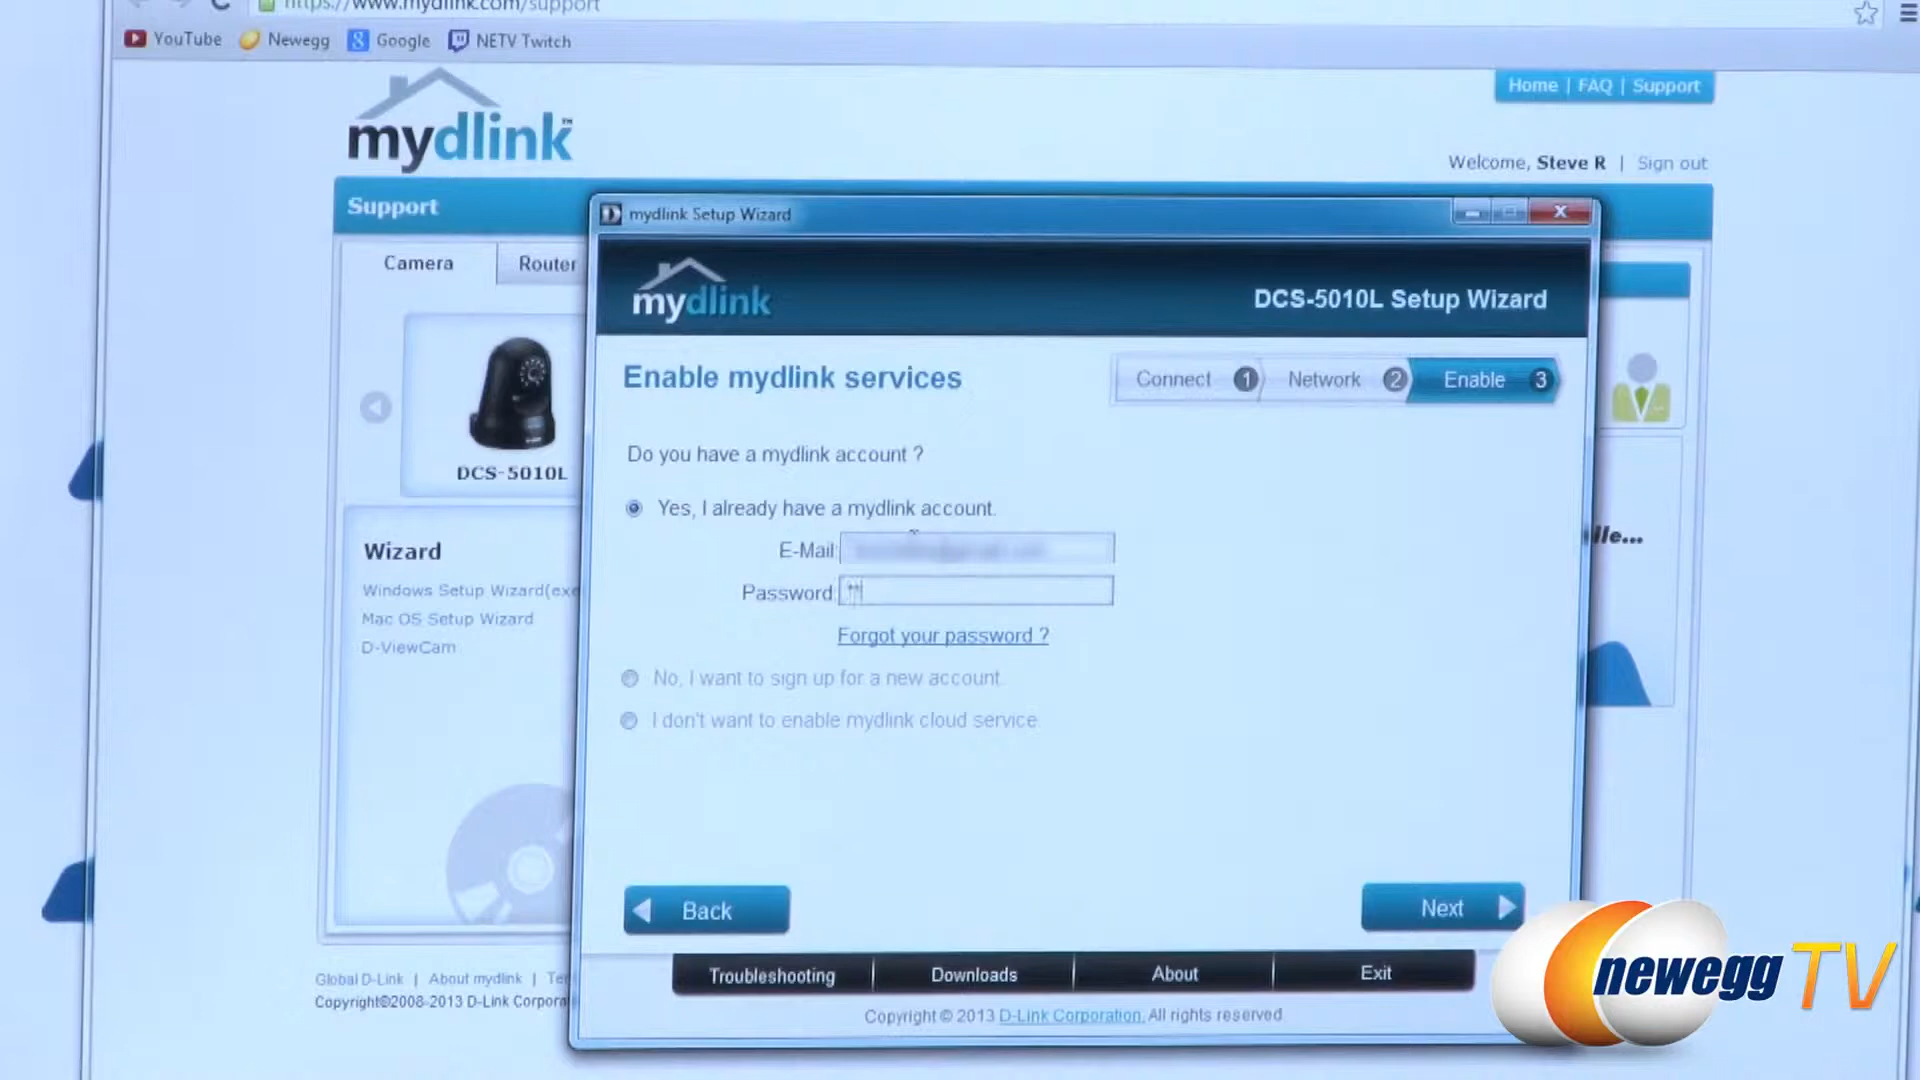 https://www.mydlink.com/support
YouTube Newegg Google NETV Twitch
mydlink™
Home | FAQ | Support
Welcome, Steve R | Sign out
Support
Camera Router
DCS-5010L
Wizard
Windows Setup Wizard(exe
Mac OS Setup Wizard
D-ViewCam
Global D-Link | About mydlink |
Copyright©2008-2013 D-Link
mydlink Setup Wizard
mydlink
DCS-5010L Setup Wizard
Enable mydlink services
Connect 1 Network 2 Enable 3
Do you have a mydlink account ?
Yes, I already have a mydlink account.
E-Mail:
Password: **
Forgot your password ?
No, I want to sign up for a new account.
I don't want to enable mydlink cloud service
Back
Next
Troubleshooting Downloads About Exit
Copyright © 2013 D-Link Corporation. All rights reserved
newegg TV